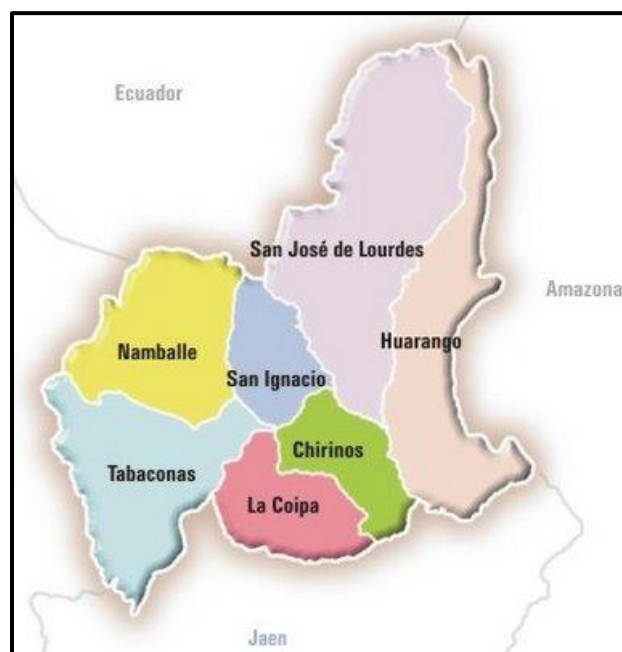 Ecuador
San José de Lourdes
Amazona
Huarango
Namballe
San Ignacio
Chirinos
Tabaconas
La Coipa
Jaen